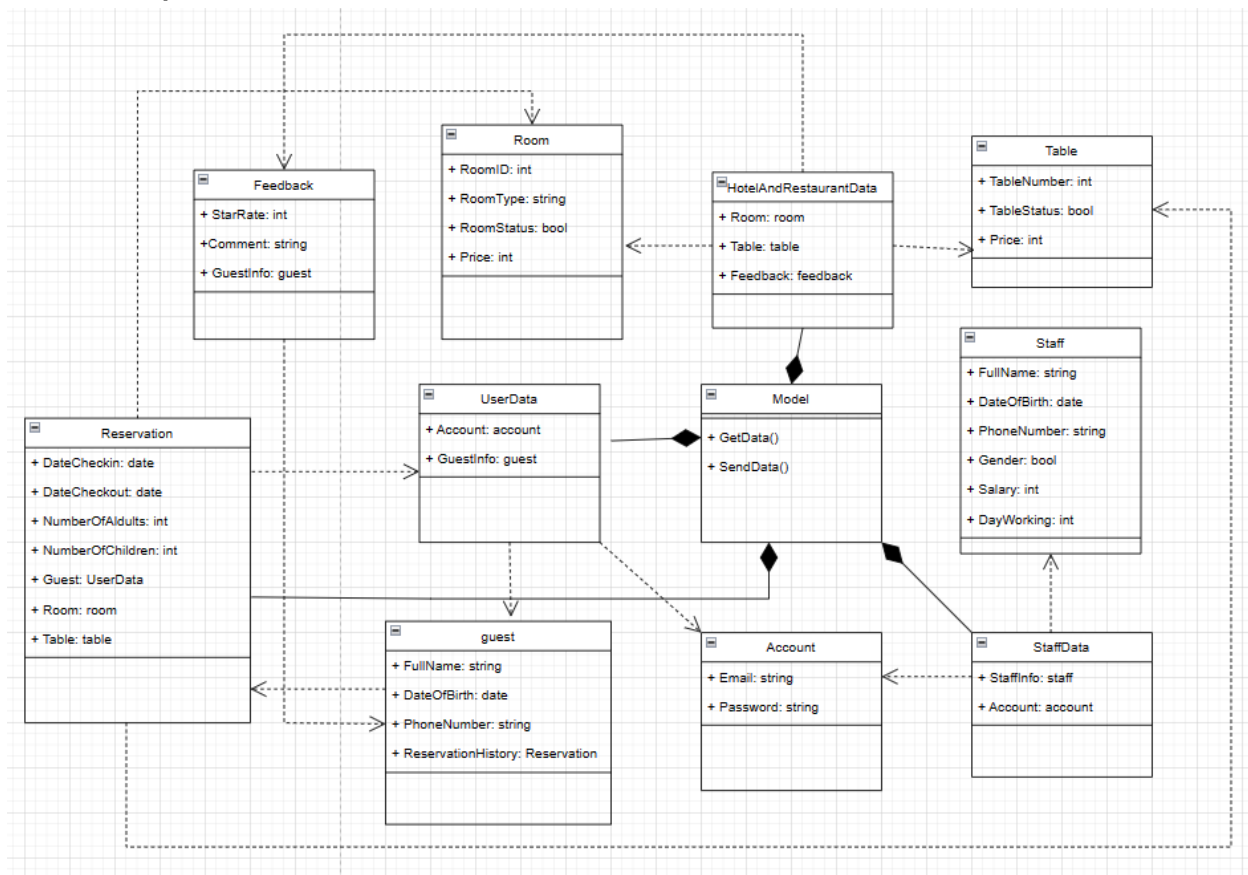 Room
+ RoomID: int
+ RoomType: string
+ RoomStatus: bool
+ Price: int
Table
+ TableNumber: int
+ TableStatus: bool
+ Price: int
Feedback
+ StarRate: int
+Comment: string
+ GuestInfo: guest
HotelAndRestaurantData
+ Room: room
+ Table: table
+ Feedback: feedback
Staff
+ FullName: string
+ DateOfBirth: date
+ PhoneNumber: string
+ Gender: bool
+ Salary: int
+ DayWorking: int
UserData
+ Account: account
+ GuestInfo: guest
Model
+ GetData()
+ SendData()
Reservation
+ DateCheckin: date
+ DateCheckout: date
+ NumberOfAldults: int
+ NumberOfChildren: int
+ Guest: UserData
+ Room: room
+ Table: table
guest
+ FullName: string
+ DateOfBirth: date
+ PhoneNumber: string
+ ReservationHistory: Reservation
Account
+ Email: string
+ Password: string
StaffData
+ StaffInfo: staff
+ Account: account